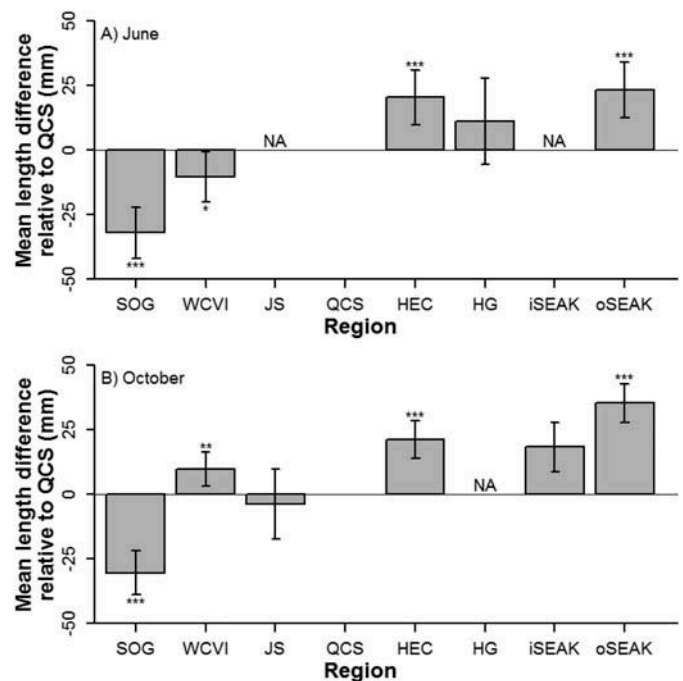 A) June
Mean length difference
relative to QCS (mm)
50
25
0
-25
-50
***
*
NA
***
NA
***
SOG WCVI JS QCS HEC HG iSEAK oSEAK
Region
B) October
Mean length difference
relative to QCS (mm)
50
25
0
-25
-50
***
**
***
NA
***
SOG WCVI JS QCS HEC HG iSEAK oSEAK
Region